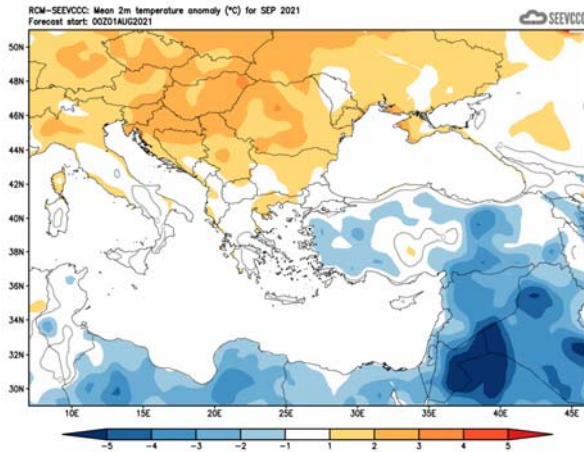 RCM-SEEVCCC: Mean 2m temperature anomaly (°C) for SEP 2021
Forecast start: 00Z01AUG2021
SEEVCCC
50N
48N
46N
44N
42N
40N
38N
36N
34N
32N
30N
10E 15E 20E 25E 30E 35E 40E 45E
-5 -4 -3 -2 -1 1 2 3 4 5